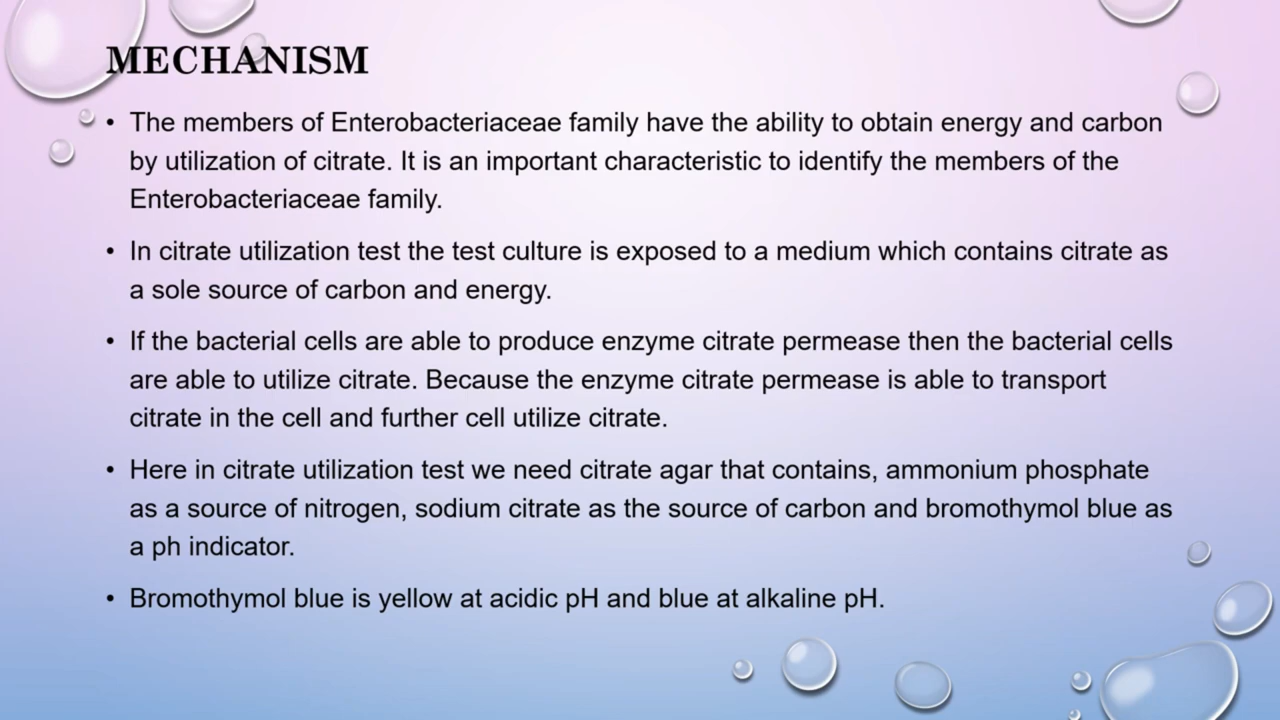 MECHANISM
• The members of Enterobacteriaceae family have the ability to obtain energy and carbon
by utilization of citrate. It is an important characteristic to identify the members of the
Enterobacteriaceae family.
• In citrate utilization test the test culture is exposed to a medium which contains citrate as
a sole source of carbon and energy.
• If the bacterial cells are able to produce enzyme citrate permease then the bacterial cells
are able to utilize citrate. Because the enzyme citrate permease is able to transport
citrate in the cell and further cell utilize citrate.
• Here in citrate utilization test we need citrate agar that contains, ammonium phosphate
as a source of nitrogen, sodium citrate as the source of carbon and bromothymol blue as
a ph indicator.
• Bromothymol blue is yellow at acidic pH and blue at alkaline pH.